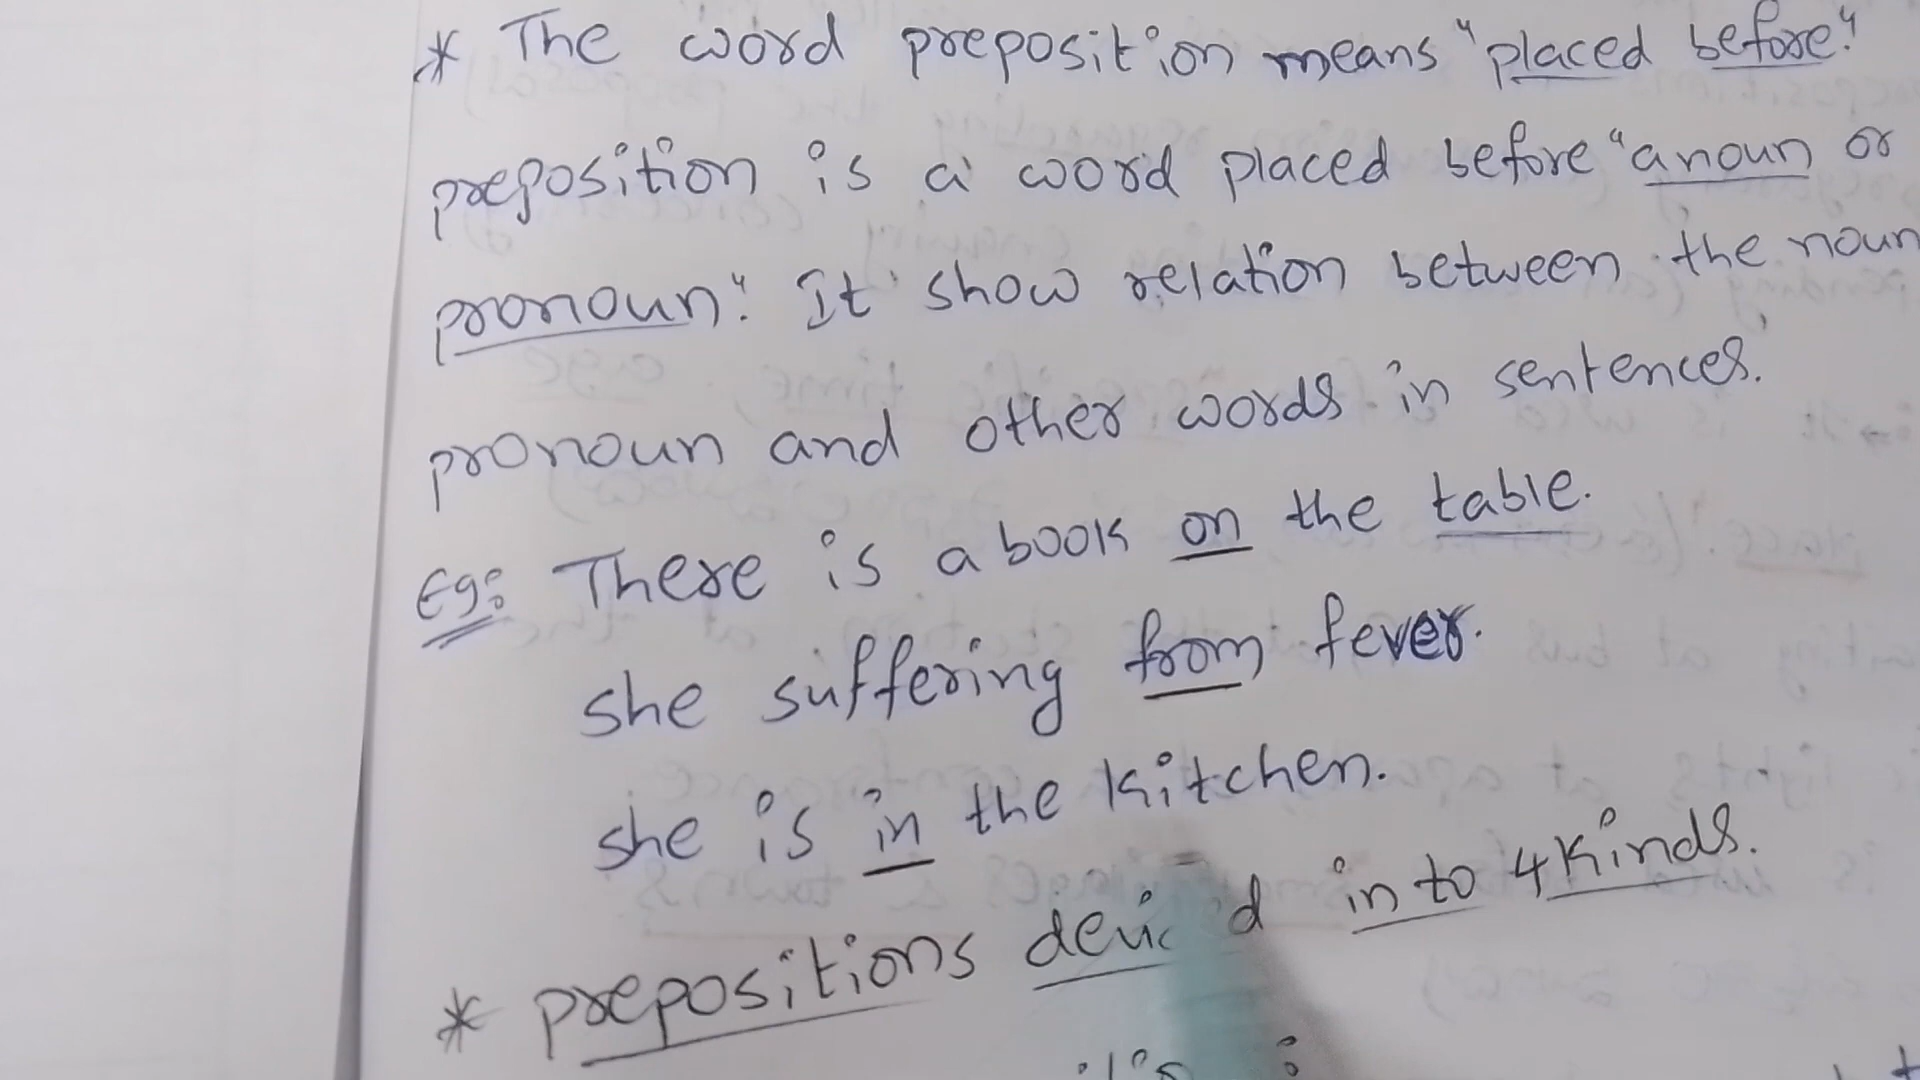 * The word preposition means "placed before"
preposition is a word placed before "a noun or
pronoun". It show relation between the noun
pronoun and other words in sentences.
Eg: There is a book on the table.
she suffering from fever.
she is in the kitchen.
* prepositions in to 4 kinds.